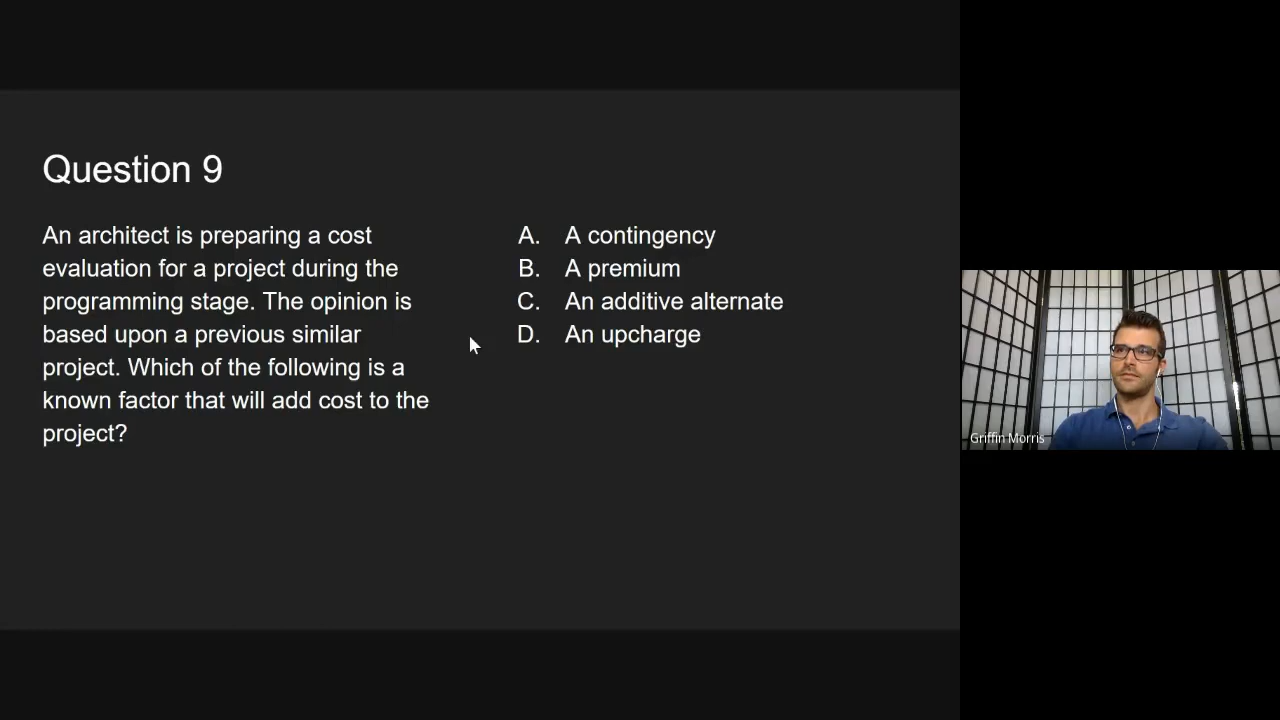 Question 9
An architect is preparing a cost
evaluation for a project during the
programming stage. The opinion is
based upon a previous similar
project. Which of the following is a
known factor that will add cost to the
project?
A. A contingency
B. A premium
C. An additive alternate
D. An upcharge
Griffin Morris